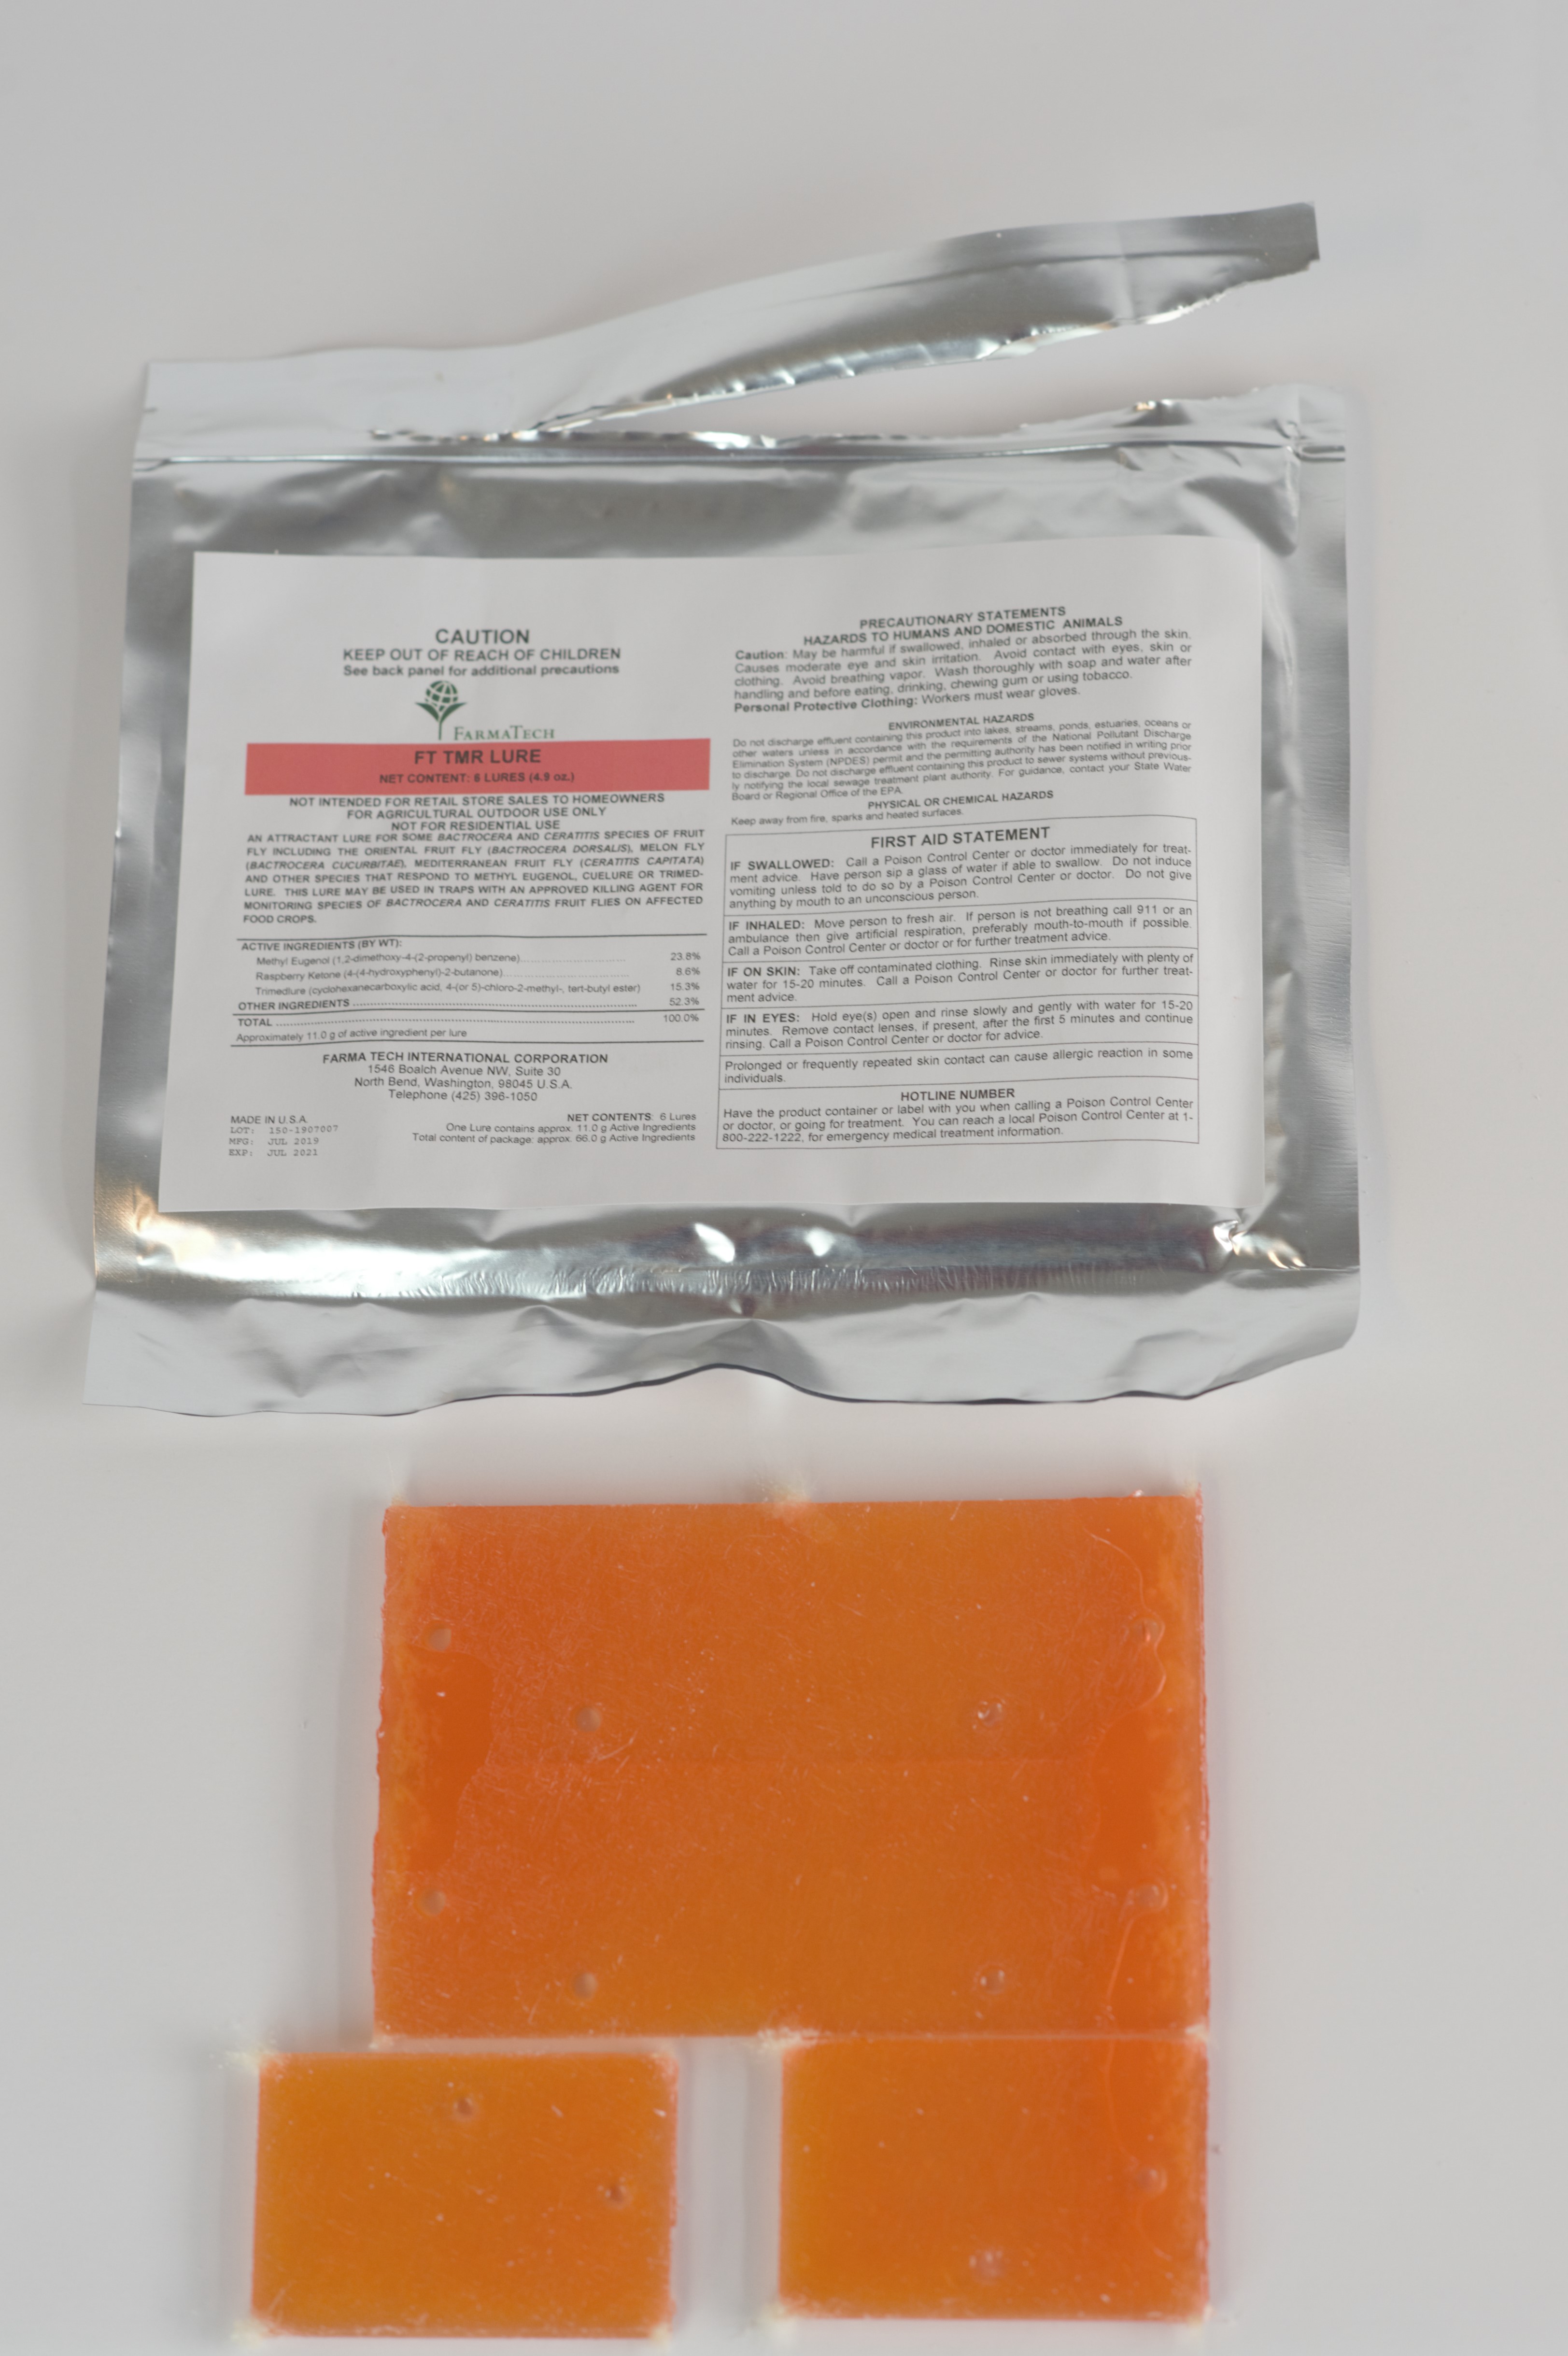 CAUTION
KEEP OUT OF REACH OF CHILDREN
See back panel for additional precautions
FARMATECH
FT TMR LURE
NET CONTENT: 6 LURES (4.9 oz.)
NOT INTENDED FOR RETAIL STORE SALES TO HOMEOWNERS
FOR AGRICULTURAL OUTDOOR USE ONLY
NOT FOR RESIDENTIAL USE
AN ATTRACTANT LURE FOR SOME BACTROCERA AND CERATITIS SPECIES OF FRUIT
FLY INCLUDING THE ORIENTAL FRUIT FLY (BACTROCERA DORSALIS), MELON FLY
(BACTROCERA CUCURBITAE), MEDITERRANEAN FRUIT FLY (CERATITIS CAPITATA)
AND OTHER SPECIES THAT RESPOND TO METHYL EUGENOL, CUELURE OR TRIMED-
LURE. THIS LURE MAY BE USED IN TRAPS WITH AN APPROVED KILLING AGENT FOR
MONITORING SPECIES OF BACTROCERA AND CERATITIS FRUIT FLIES ON AFFECTED
FOOD CROPS.
ACTIVE INGREDIENTS (BY WT):
Methyl Eugenol (1,2-dimethoxy-4-(2-propenyl) benzene) 23.8%
Raspberry Ketone (4-(4-hydroxyphenyl)-2-butanone) 8.6%
Trimedlure (cyclohexanecarboxylic acid, 4-(or 5)-chloro-2-methyl-, tert-butyl ester) 15.3%
OTHER INGREDIENTS 52.3%
TOTAL 100.0%
Approximately 11.0 g of active ingredient per lure
FARMA TECH INTERNATIONAL CORPORATION
1546 Boalch Avenue NW, Suite 30
North Bend, Washington, 98045 U.S.A.
Telephone (425) 396-1050
MADE IN U.S.A.
LOT: 150-1907007
MFG: JUL 2019
EXP: JUL 2021
NET CONTENTS: 6 Lures
One Lure contains approx. 11.0 g Active Ingredients
Total content of package: approx. 66.0 g Active Ingredients
PRECAUTIONARY STATEMENTS
HAZARDS TO HUMANS AND DOMESTIC ANIMALS
Caution: May be harmful if swallowed, inhaled or absorbed through the skin.
Causes moderate eye and skin irritation. Avoid contact with eyes, skin or
clothing. Avoid breathing vapor. Wash thoroughly with soap and water after
handling and before eating, drinking, chewing gum or using tobacco.
Personal Protective Clothing: Workers must wear gloves.
ENVIRONMENTAL HAZARDS
Do not discharge effluent containing this product into lakes, streams, ponds, estuaries, oceans or
other waters unless in accordance with the requirements of the National Pollutant Discharge
Elimination System (NPDES) permit and the permitting authority has been notified in writing prior
to discharge. Do not discharge effluent containing this product to sewer systems without previous-
ly notifying the local sewage treatment plant authority. For guidance, contact your State Water
Board or Regional Office of the EPA.
PHYSICAL OR CHEMICAL HAZARDS
Keep away from fire, sparks and heated surfaces.
FIRST AID STATEMENT
IF SWALLOWED: Call a Poison Control Center or doctor immediately for treat-
ment advice. Have person sip a glass of water if able to swallow. Do not induce
vomiting unless told to do so by a Poison Control Center or doctor. Do not give
anything by mouth to an unconscious person.
IF INHALED: Move person to fresh air. If person is not breathing call 911 or an
ambulance then give artificial respiration, preferably mouth-to-mouth if possible.
Call a Poison Control Center or doctor or for further treatment advice.
IF ON SKIN: Take off contaminated clothing. Rinse skin immediately with plenty of
water for 15-20 minutes. Call a Poison Control Center or doctor for further treat-
ment advice.
IF IN EYES: Hold eye(s) open and rinse slowly and gently with water for 15-20
minutes. Remove contact lenses, if present, after the first 5 minutes and continue
rinsing. Call a Poison Control Center or doctor for advice.
Prolonged or frequently repeated skin contact can cause allergic reaction in some
individuals.
HOTLINE NUMBER
Have the product container or label with you when calling a Poison Control Center
or doctor, or going for treatment. You can reach a local Poison Control Center at 1-
800-222-1222, for emergency medical treatment information.